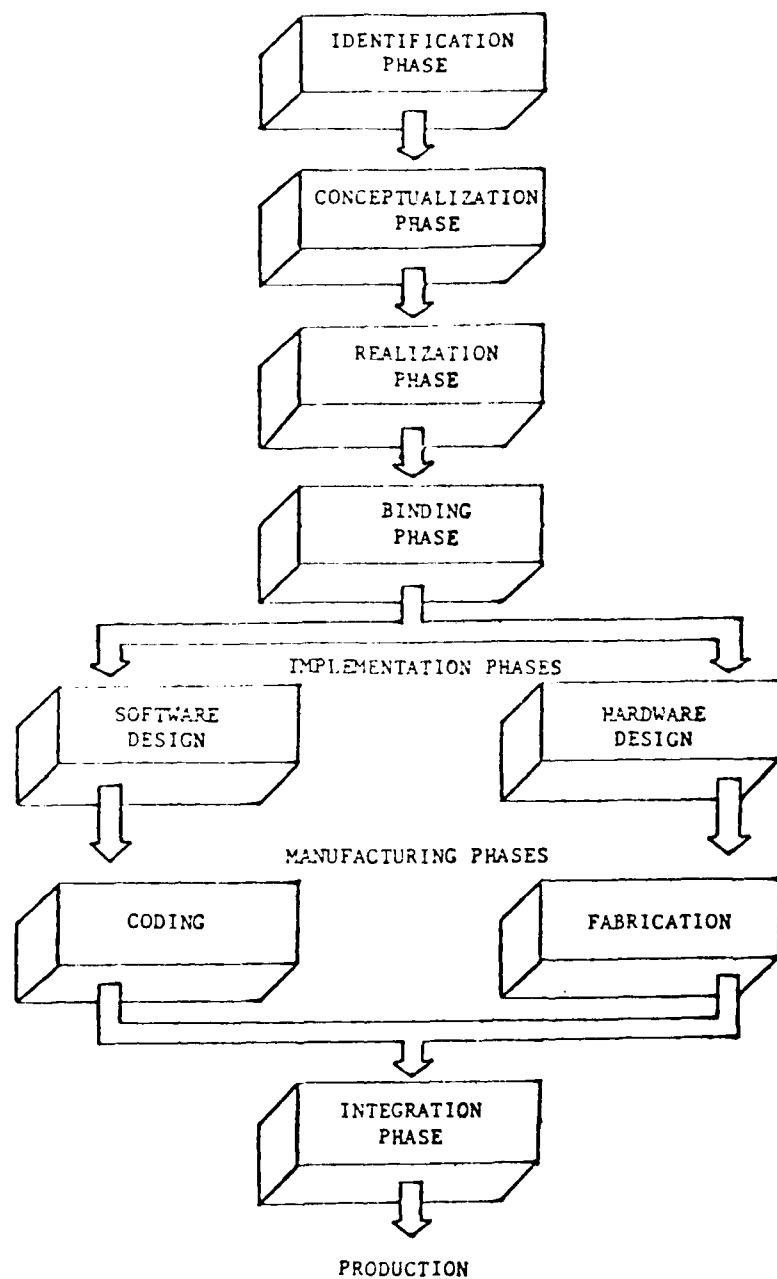 IDENTIFICATION
PHASE
CONCEPTUALIZATION
PHASE
REALIZATION
PHASE
BINDING
PHASE
IMPLEMENTATION PHASES
SOFTWARE
DESIGN
HARDWARE
DESIGN
MANUFACTURING PHASES
CODING
FABRICATION
INTEGRATION
PHASE
PRODUCTION